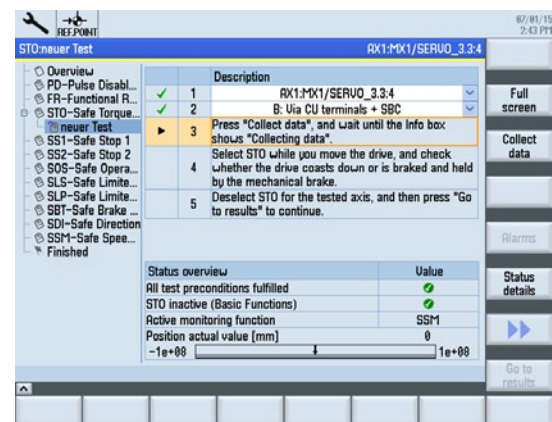 REF.POINT
07/01/15
2:43 PM
STO:neuer Test
AX1:MX1/SERVO_3.3:4
Overview
PD-Pulse Disabl...
FR-Functional R...
STO-Safe Torque...
neuer Test
SS1-Safe Stop 1
SS2-Safe Stop 2
SOS-Safe Opera...
SLS-Safe Limite...
SLP-Safe Limite...
SBT-Safe Brake ...
SDI-Safe Direction
SSM-Safe Spee...
Finished
Description
1 AX1:MX1/SERVO_3.3:4
2 B: Via CU terminals + SBC
3 Press "Collect data", and wait until the Info box
shows "Collecting data".
4 Select STO while you move the drive, and check
whether the drive coasts down or is braked and held
by the mechanical brake.
5 Deselect STO for the tested axis, and then press "Go
to results" to continue.
Status overview Value
All test preconditions fulfilled
STO inactive (Basic Functions)
Active monitoring function SSM
Position actual value [mm] 0
-1e+08 1e+08
Full
screen
Collect
data
Alarms
Status
details
Go to
results